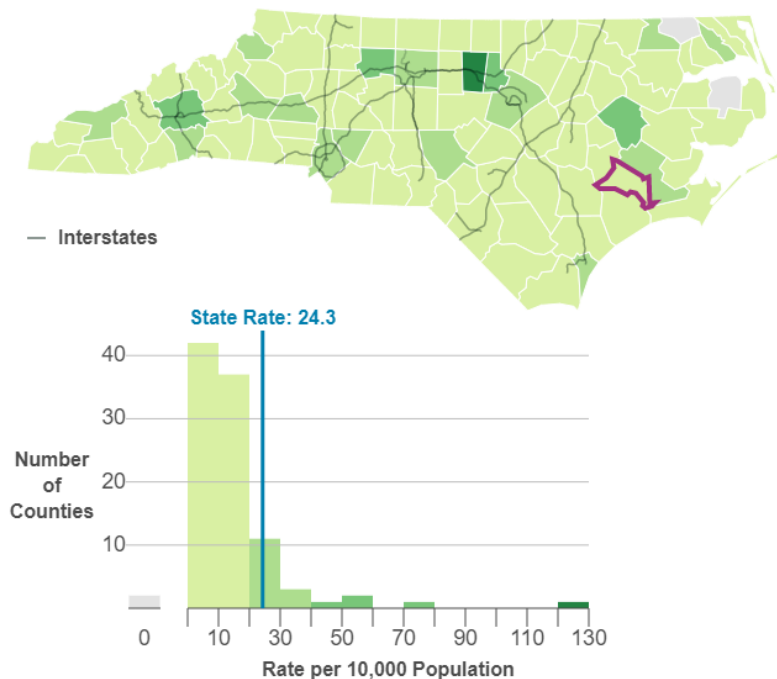 Interstates
State Rate: 24.3
40
30
20
10
Number
of
Counties
0 10 30 50 70 90 110 130
Rate per 10,000 Population